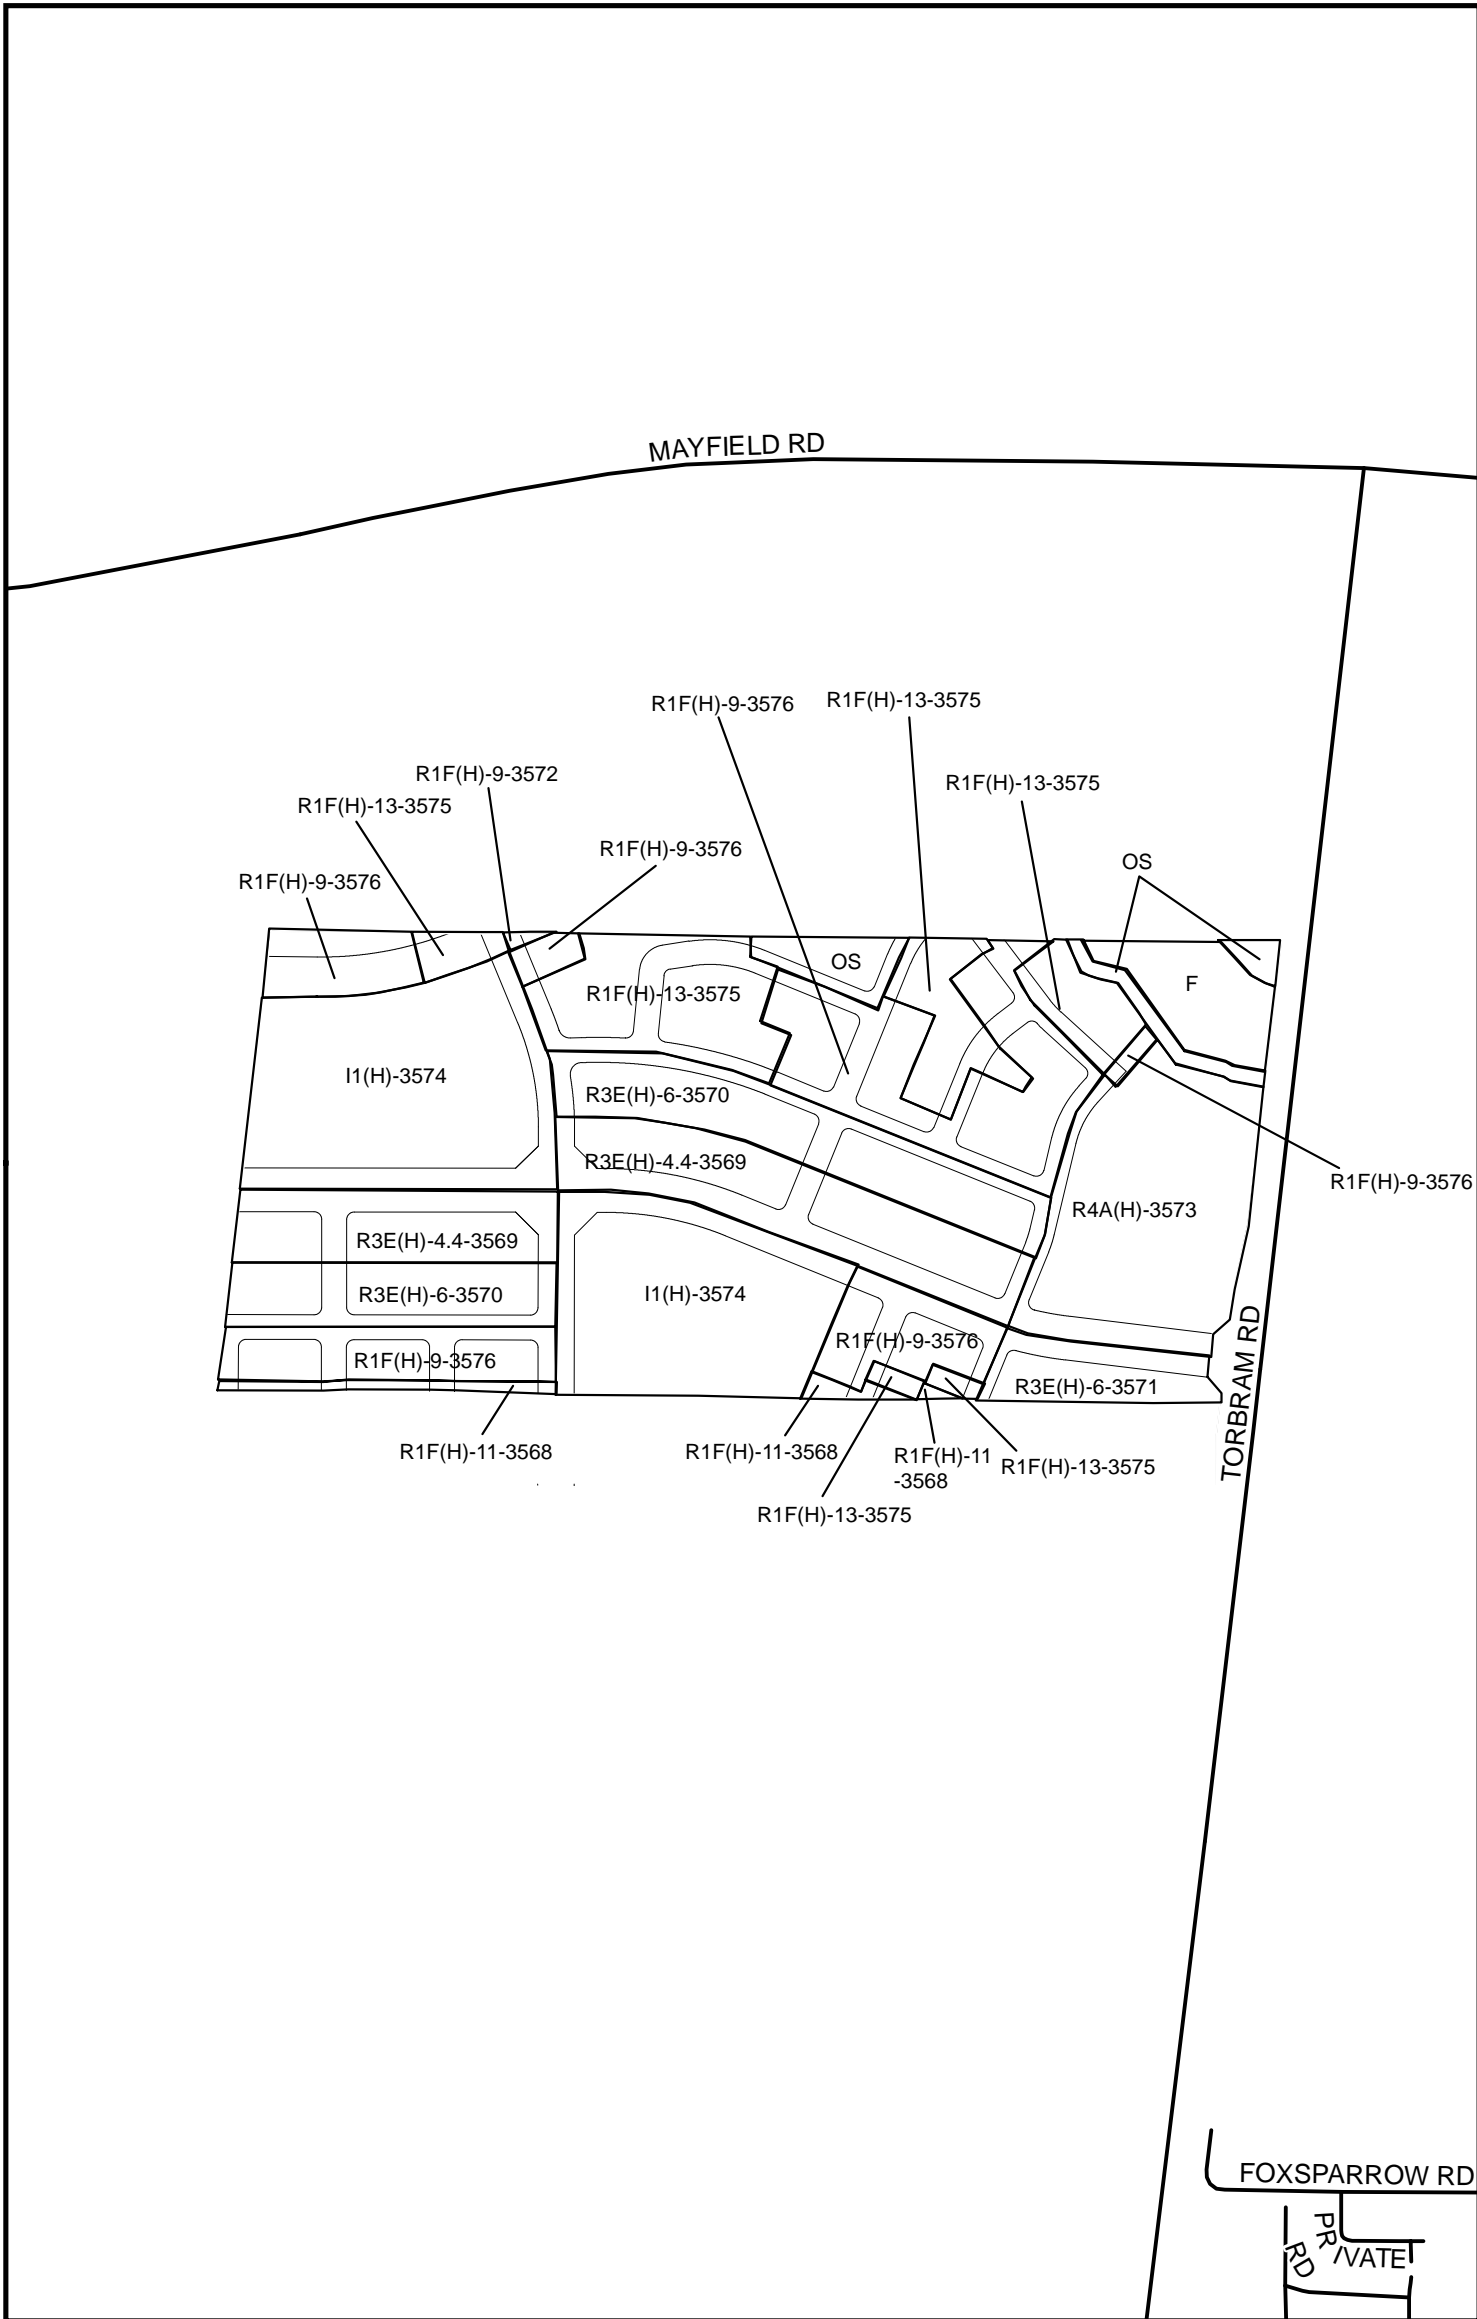 MAYFIELD RD
R1F(H)-9-3576
R1F(H)-13-3575
R1F(H)-9-3572
R1F(H)-13-3575
R1F(H)-13-3575
R1F(H)-9-3576
OS
R1F(H)-9-3576
OS
F
R1F(H)-13-3575
I1(H)-3574
R3E(H)-6-3570
R3E(H)-4.4-3569
R1F(H)-9-3576
R4A(H)-3573
R3E(H)-4.4-3569
R3E(H)-6-3570
I1(H)-3574
R1F(H)-9-3576
R1F(H)-9-3576
R3E(H)-6-3571
TORBRAM RD
R1F(H)-11-3568
R1F(H)-11-3568
R1F(H)-11
-3568
R1F(H)-13-3575
R1F(H)-13-3575
FOXSPARROW RD
PRIVATE
RD